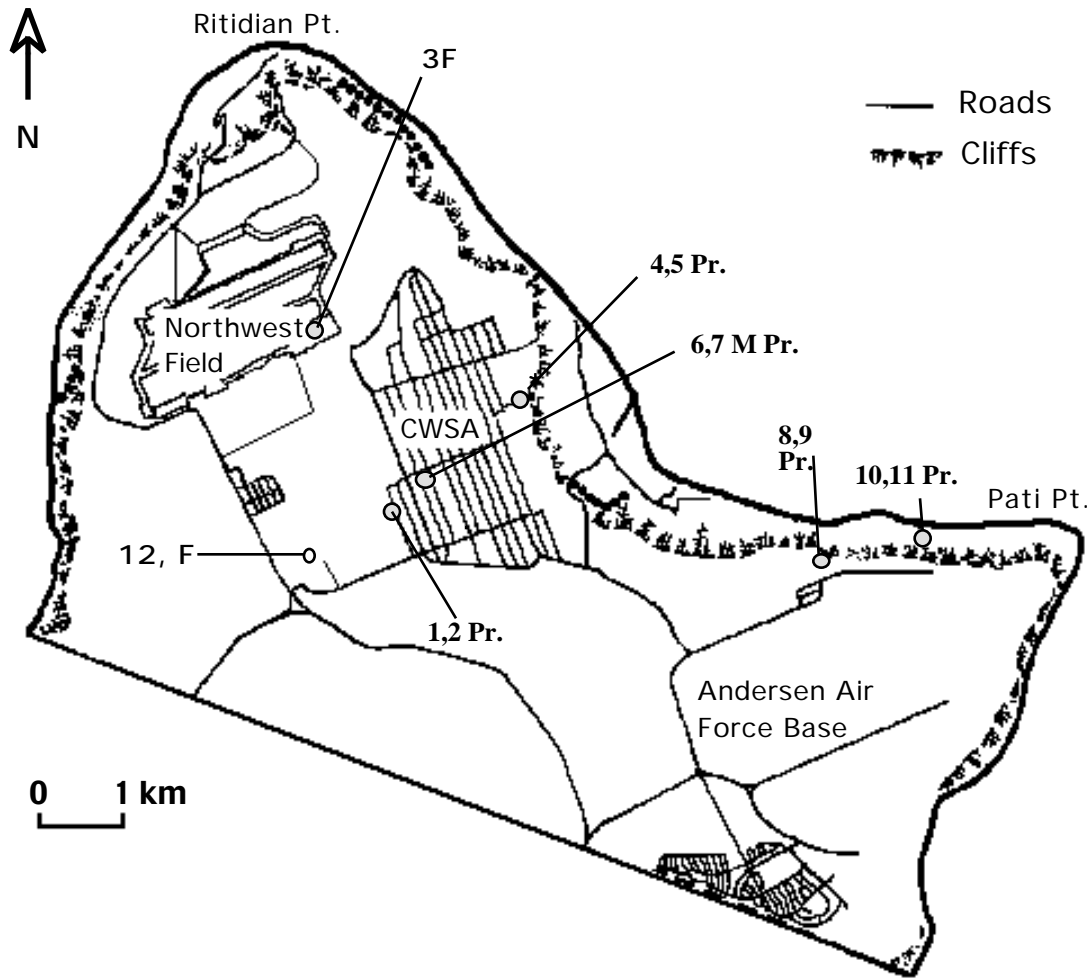 Ritidian Pt.
3F
N
Roads
Cliffs
4,5 Pr.
Northwest
Field
6,7 M Pr.
CWSA
8,9
Pr.
10,11 Pr.
Pati Pt.
12, F
1,2 Pr.
Andersen Air
Force Base
0 1 km